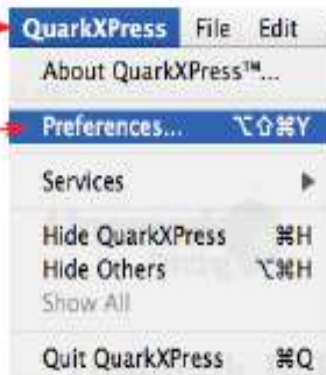 QuarkXPress File Edit
About QuarkXPress™...
Preferences... ⌥⇧⌘Y
Services ▶
Hide QuarkXPress ⌘H
Hide Others ⌥⌘H
Show All
Quit QuarkXPress ⌘Q